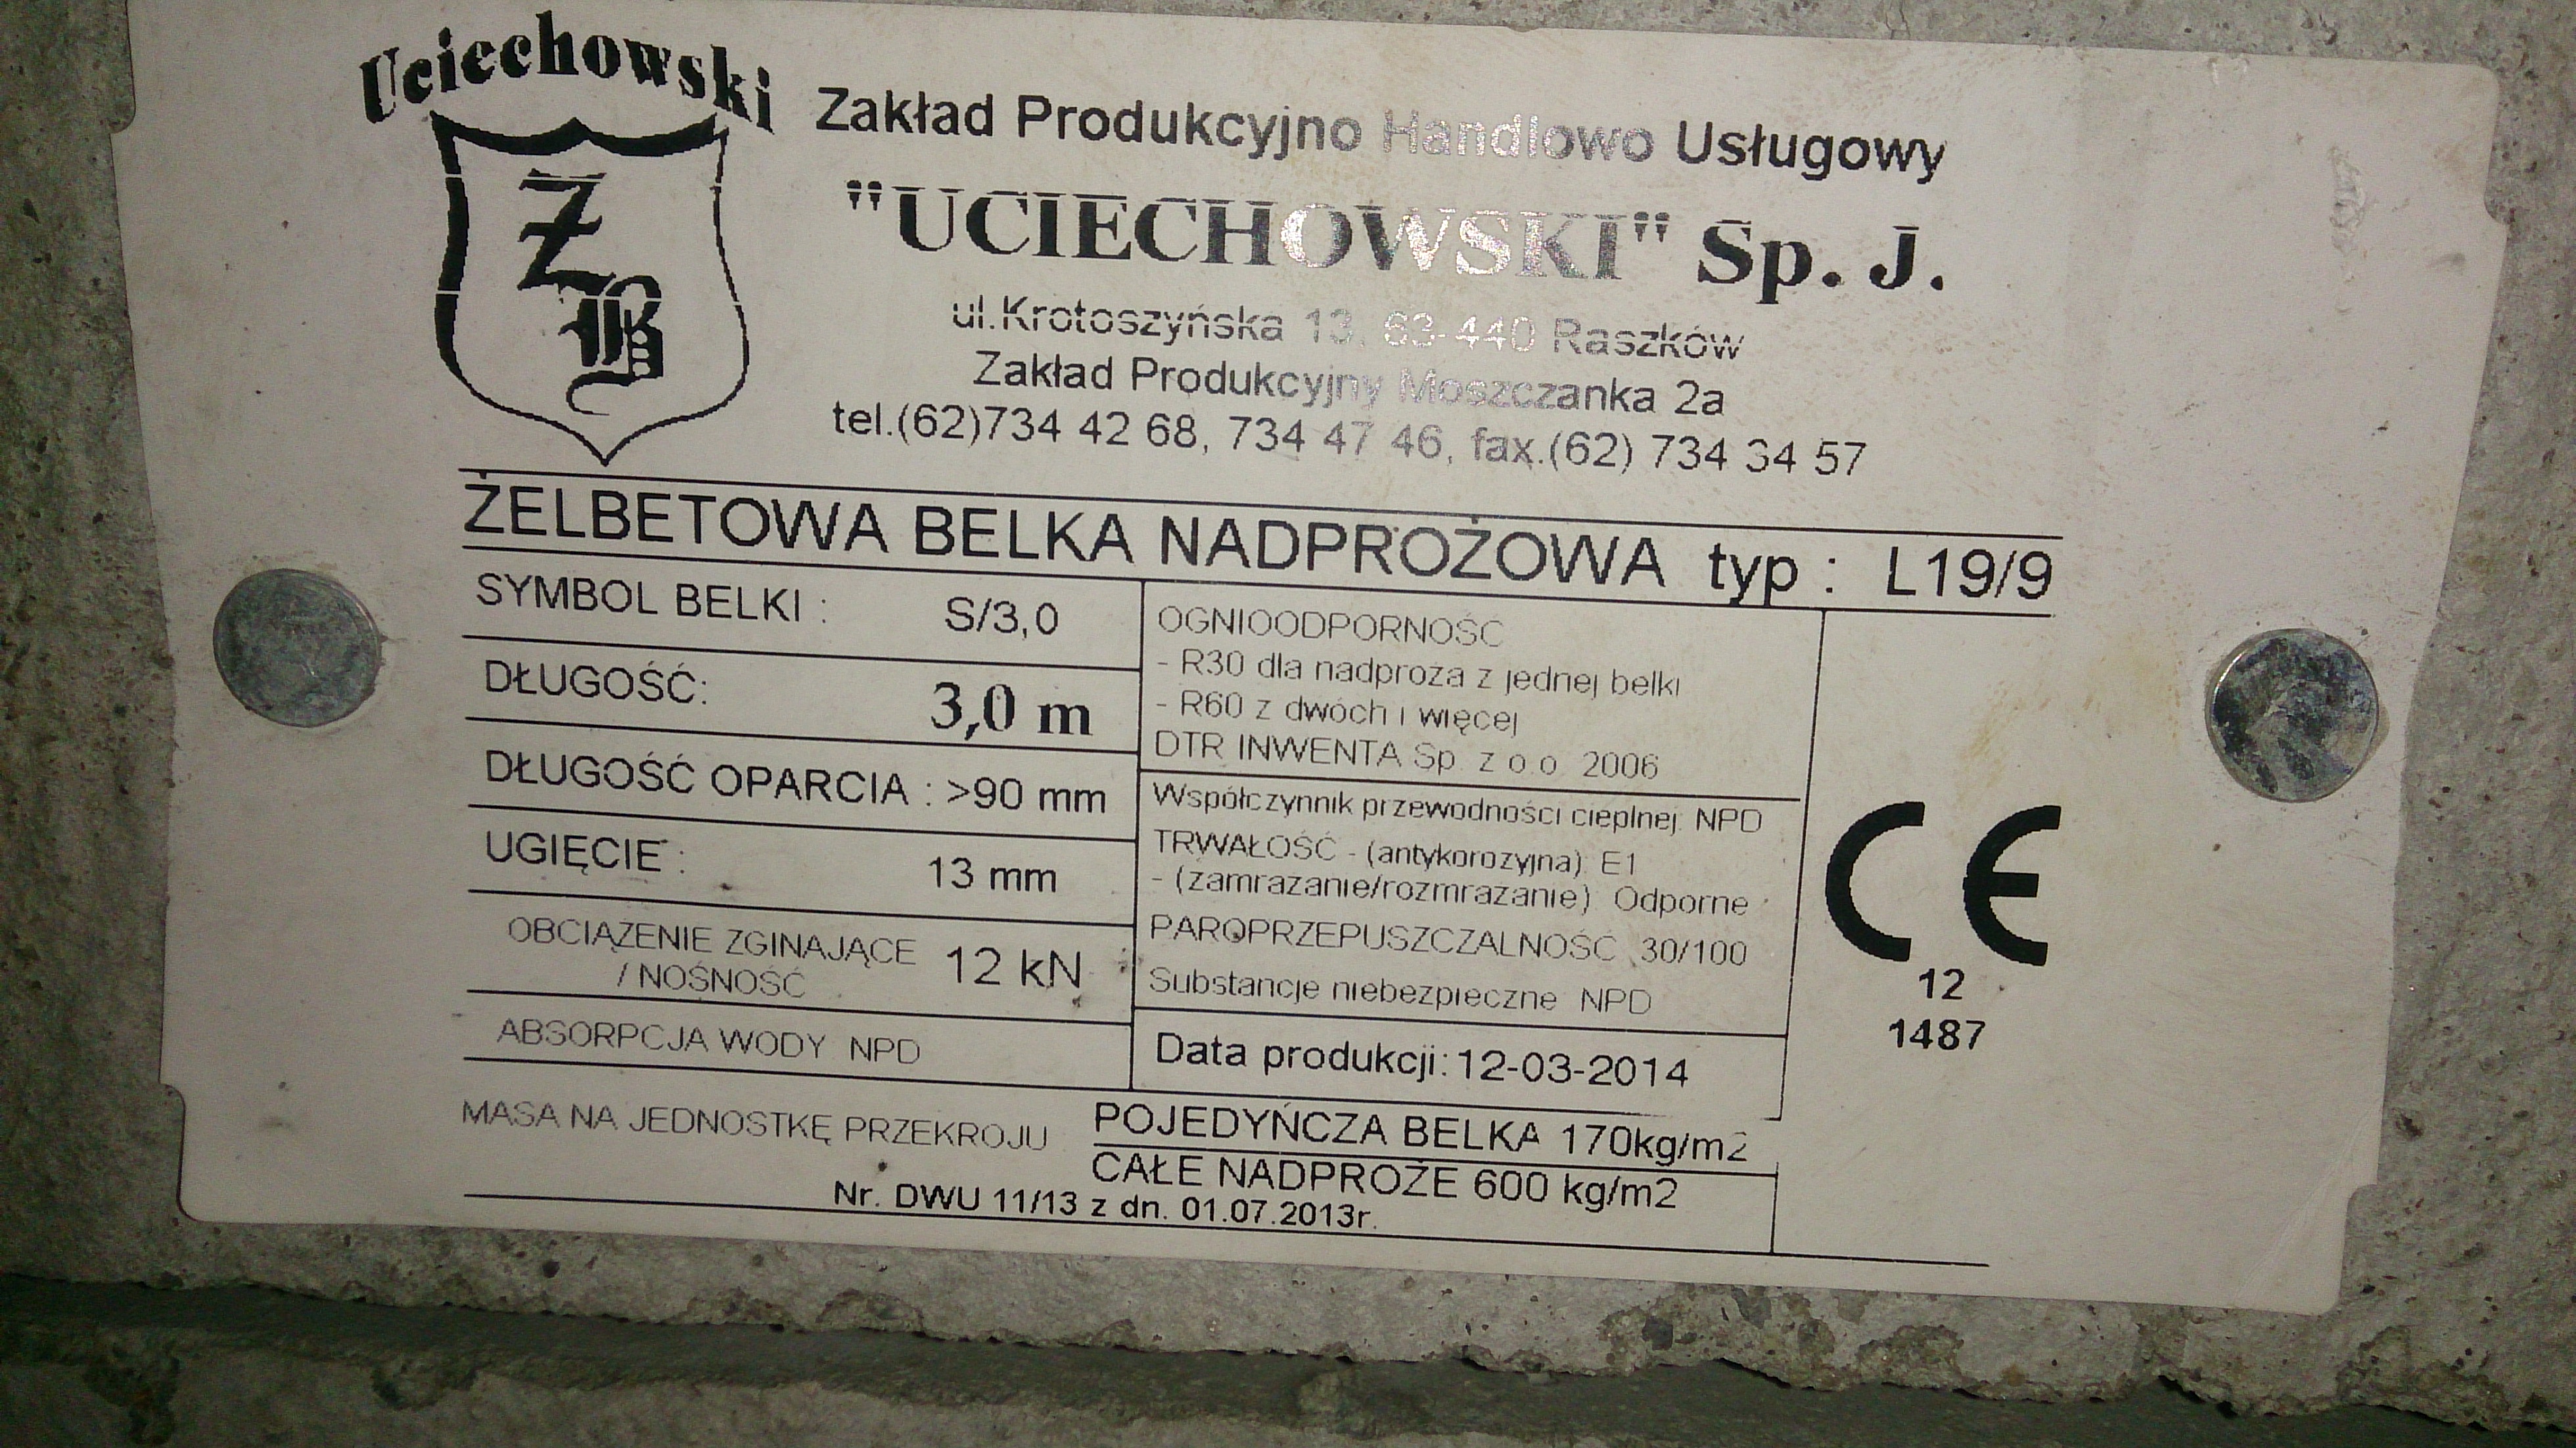 Uciechowski
ZB
Zakład Produkcyjno Handlowo Usługowy
"UCIECHOWSKI" Sp. J.
ul.Krotoszyńska 13, 63-440 Raszków
Zakład Produkcyjny Moszczanka 2a
tel.(62)734 42 68, 734 47 46, fax.(62) 734 34 57
ŻELBETOWA BELKA NADPROŻOWA typ : L19/9
SYMBOL BELKI : S/3,0
DŁUGOŚĆ: 3,0 m
DŁUGOŚĆ OPARCIA : >90 mm
UGIĘCIE : 13 mm
OBCIĄŻENIE ZGINAJĄCE
/ NOŚNOŚĆ 12 kN
ABSORPCJA WODY NPD
OGNIOODPORNOŚĆ
- R30 dla nadproża z jednej belki
- R60 z dwóch i więcej
DTR INWENTA Sp. z o.o. 2006
Współczynnik przewodności cieplnej: NPD
TRWAŁOŚĆ - (antykorozyjna): E1
- (zamrażanie/rozmrażanie): Odporne
PAROPRZEPUSZCZALNOŚĆ: 30/100
Substancje niebezpieczne: NPD
Data produkcji: 12-03-2014
CE
12
1487
MASA NA JEDNOSTKĘ PRZEKROJU
POJEDYŃCZA BELKA 170kg/m2
CAŁE NADPROŻE 600 kg/m2
Nr. DWU 11/13 z dn. 01.07.2013r.